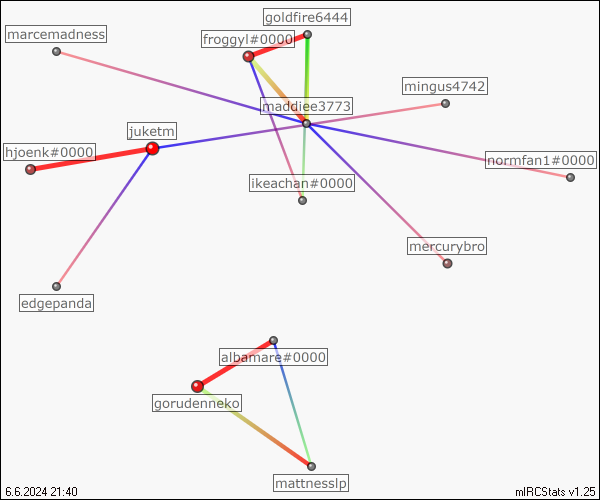 goldfire6444
marcemadness
froggyl#0000
mingus4742
maddiee3773
juketm
hjoenk#0000
normfan1#0000
ikeachan#0000
mercurybro
edgepanda
albamare#0000
gorudenneko
mattnesslp
6.6.2024 21:40
mIRCStats v1.25